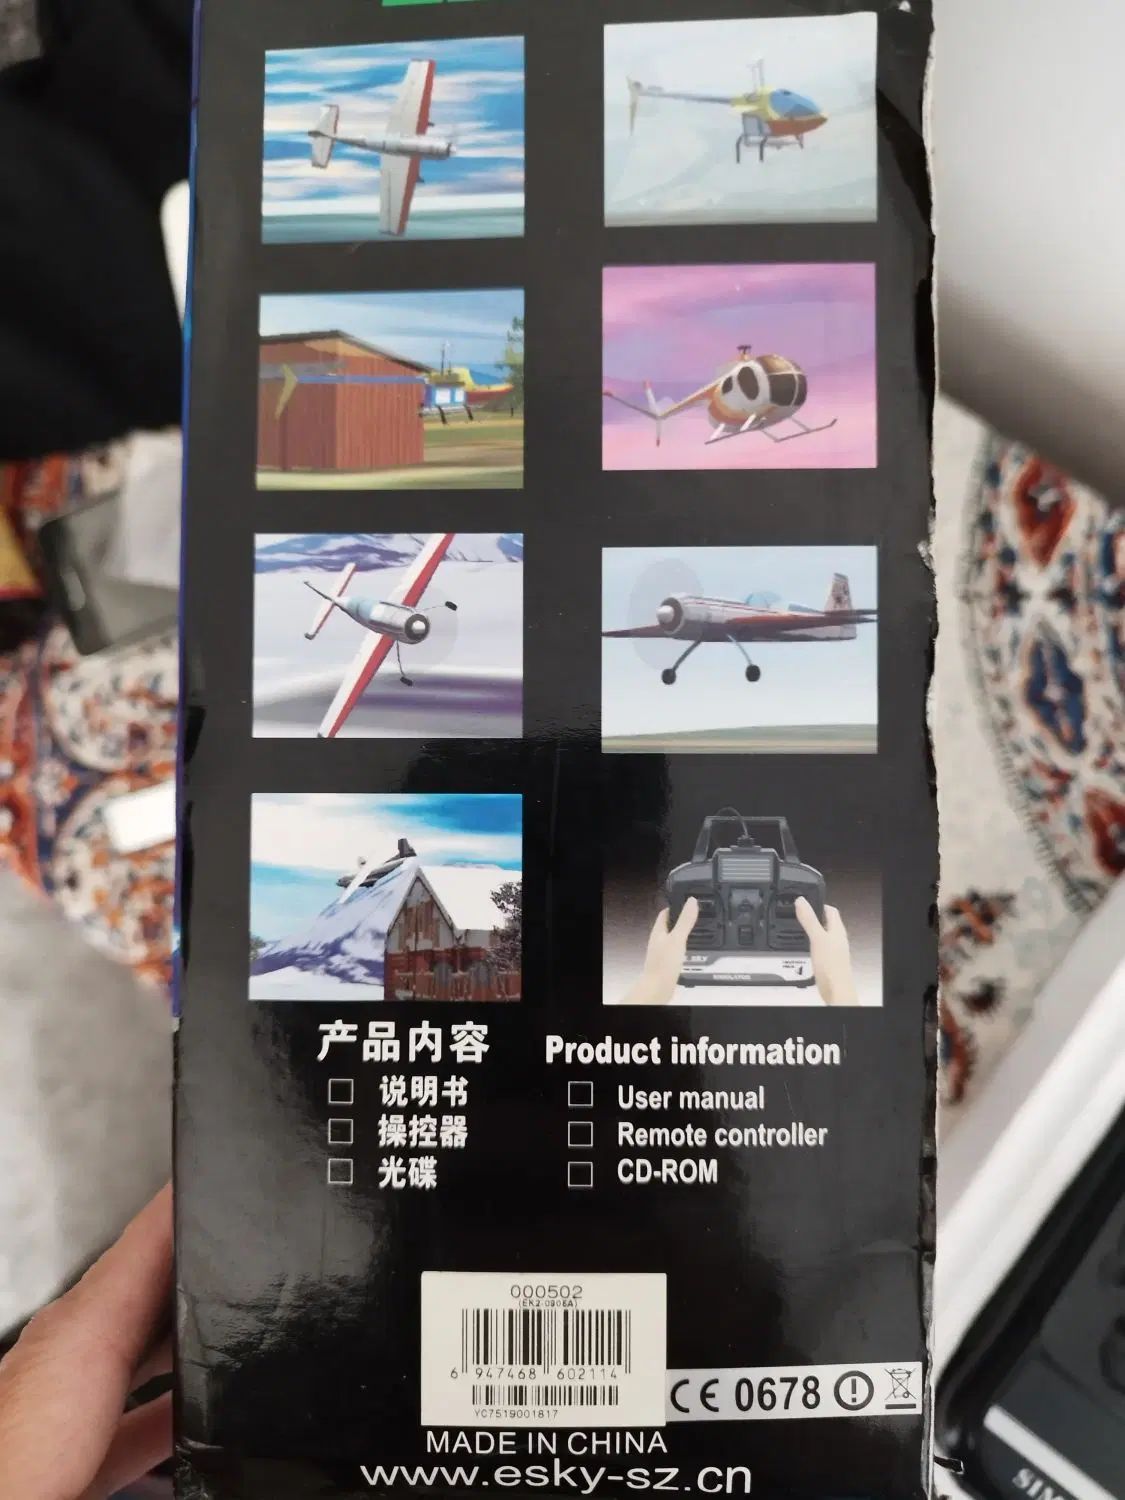 产品内容
说明书
操控器
光碟
Product information
User manual
Remote controller
CD-ROM
000502
(EK2-0905A)
6 947468 602114
YC7519001817
CE 0678
MADE IN CHINA
www.esky-sz.cn